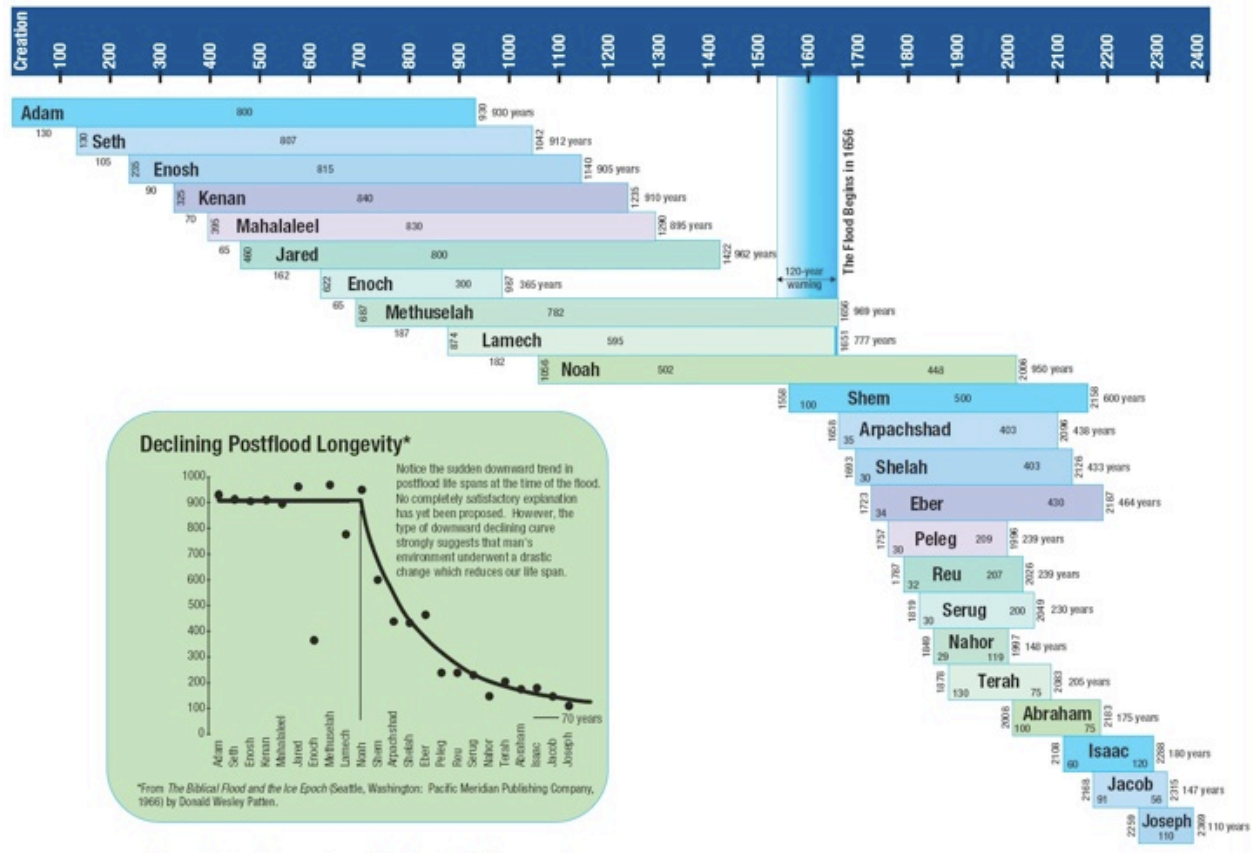 Creation 100 200 300 400 500 600 700 800 900 1000 1100 1200 1300 1400 1500 1600 1700 1800 1900 2000 2100 2200 2300 2400
Adam 800 930 930 years
130
130 Seth 807 1042 912 years
105
235 Enosh 815 1140 905 years
90
325 Kenan 840 1235 910 years
70
395 Mahalaleel 830 1290 895 years
65
460 Jared 800 1422 962 years
162
622 Enoch 300 987 365 years
65
120-year
warning
The Flood Begins in 1656
687 Methuselah 782 1656 969 years
187
874 Lamech 595 1651 777 years
182
1056 Noah 502 448 2006 950 years
1558 100 Shem 500 2158 600 years
1658 35 Arpachshad 403 2096 438 years
1693 30 Shelah 403 2126 433 years
1723 34 Eber 430 2187 464 years
1757 30 Peleg 209 1996 239 years
1787 32 Reu 207 2026 239 years
1819 30 Serug 200 2049 230 years
1849 29 Nahor 119 1997 148 years
1878 130 Terah 75 2083 205 years
2008 100 Abraham 75 2183 175 years
2108 60 Isaac 120 2288 180 years
2168 91 Jacob 56 2315 147 years
2259 Joseph 110 2369 110 years
Declining Postflood Longevity*
Notice the sudden downward trend in
postflood life spans at the time of the flood.
No completely satisfactory explanation
has yet been proposed. However, the
type of downward declining curve
strongly suggests that man's
environment underwent a drastic
change which reduces our life span.
1000
900
800
700
600
500
400
300
200
100
0
70 years
Adam Seth Enosh Kenan Mahalaleel Jared Enoch Methuselah Lamech Noah Shem Arpachshad Shelah Eber Peleg Reu Serug Nahor Terah Abraham Isaac Jacob Joseph
*From The Biblical Flood and the Ice Epoch (Seattle, Washington: Pacific Meridian Publishing Company,
1966) by Donald Wesley Patten.